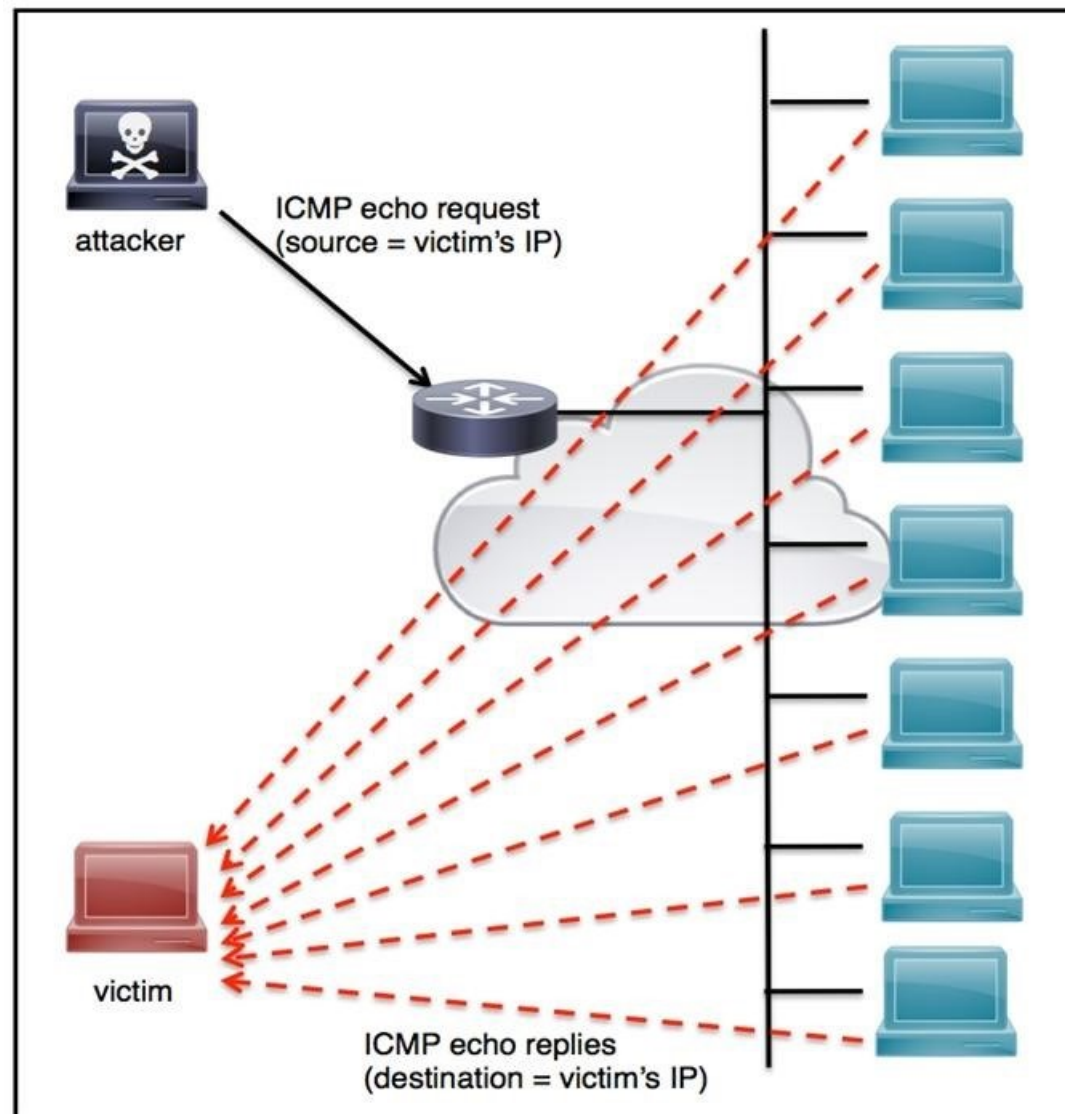 attacker
ICMP echo request
(source = victim's IP)
victim
ICMP echo replies
(destination = victim's IP)